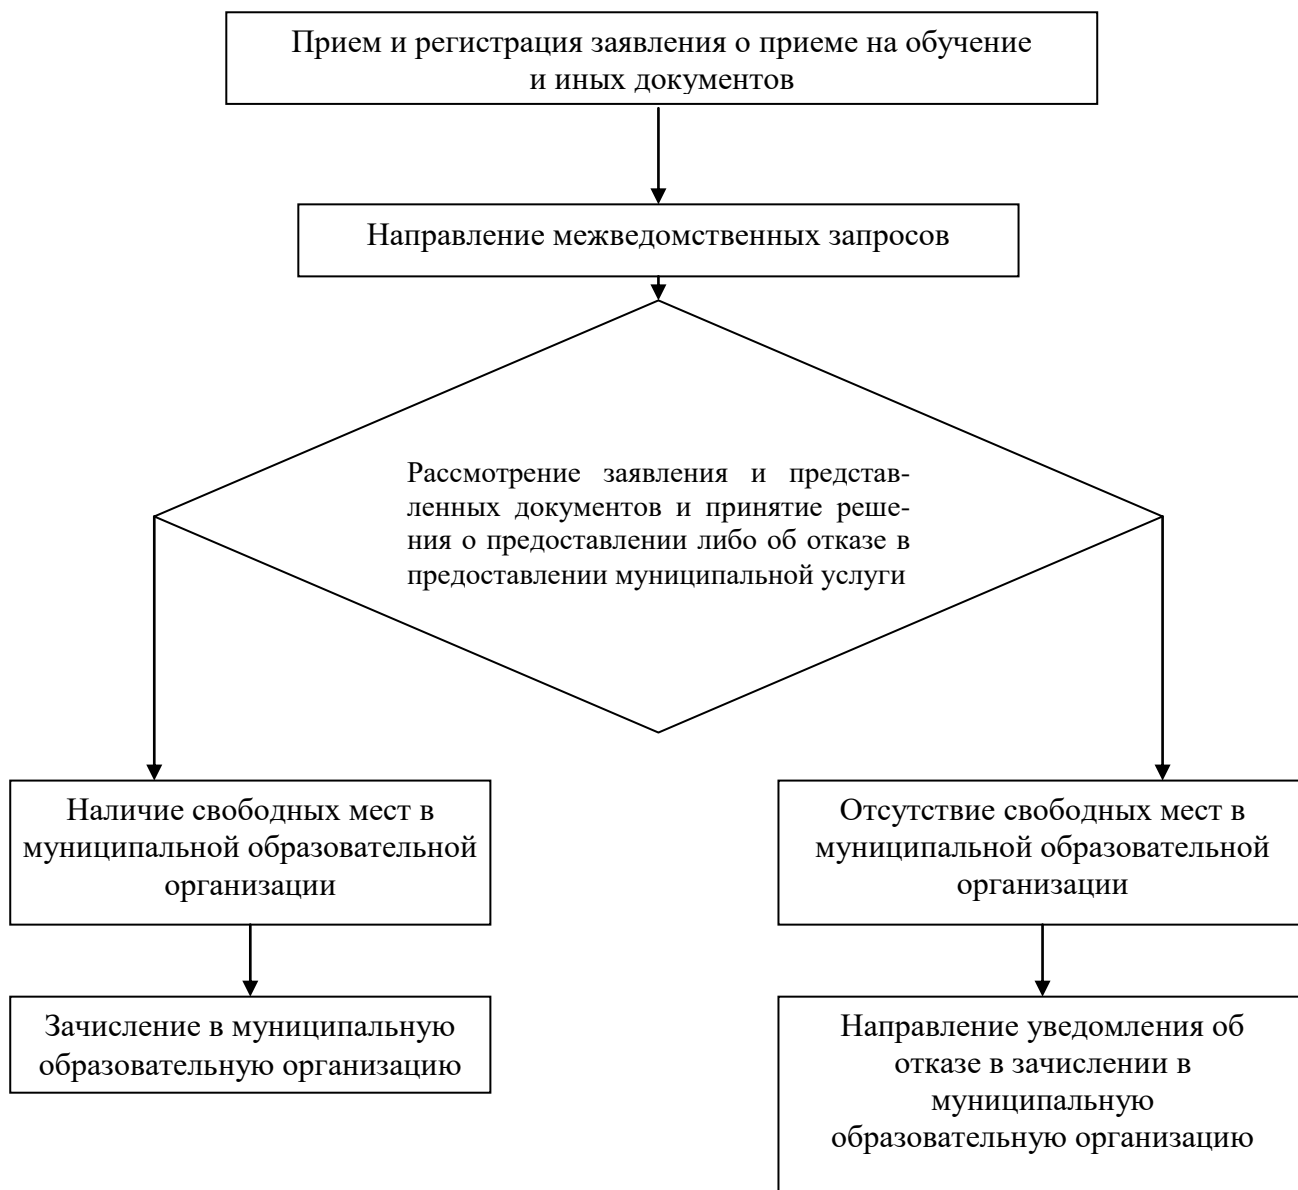 Прием и регистрация заявления о приеме на обучение
и иных документов
Направление межведомственных запросов
Рассмотрение заявления и представ-
ленных документов и принятие реше-
ния о предоставлении либо об отказе в
предоставлении муниципальной услуги
Наличие свободных мест в
муниципальной образовательной
организации
Отсутствие свободных мест в
муниципальной образовательной
организации
Зачисление в муниципальную
образовательную организацию
Направление уведомления об
отказе в зачислении в
муниципальную
образовательную организацию